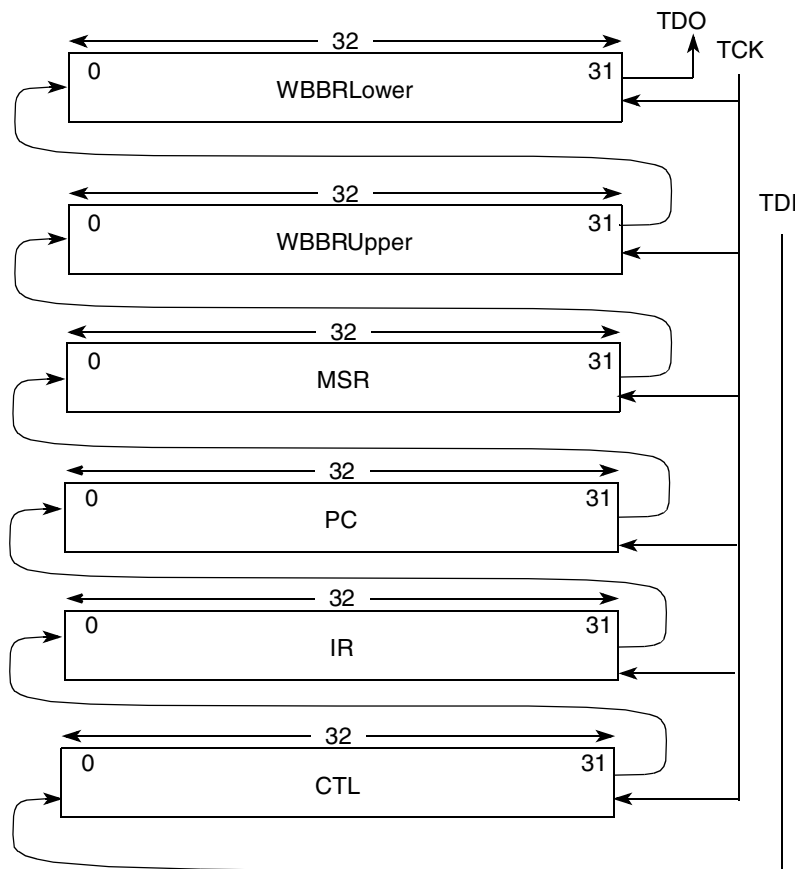 TDO
32
TCK
0 31
WBBRLower
32
TDI
0 31
WBBRUpper
32
0 31
MSR
32
0 31
PC
32
0 31
IR
32
0 31
CTL